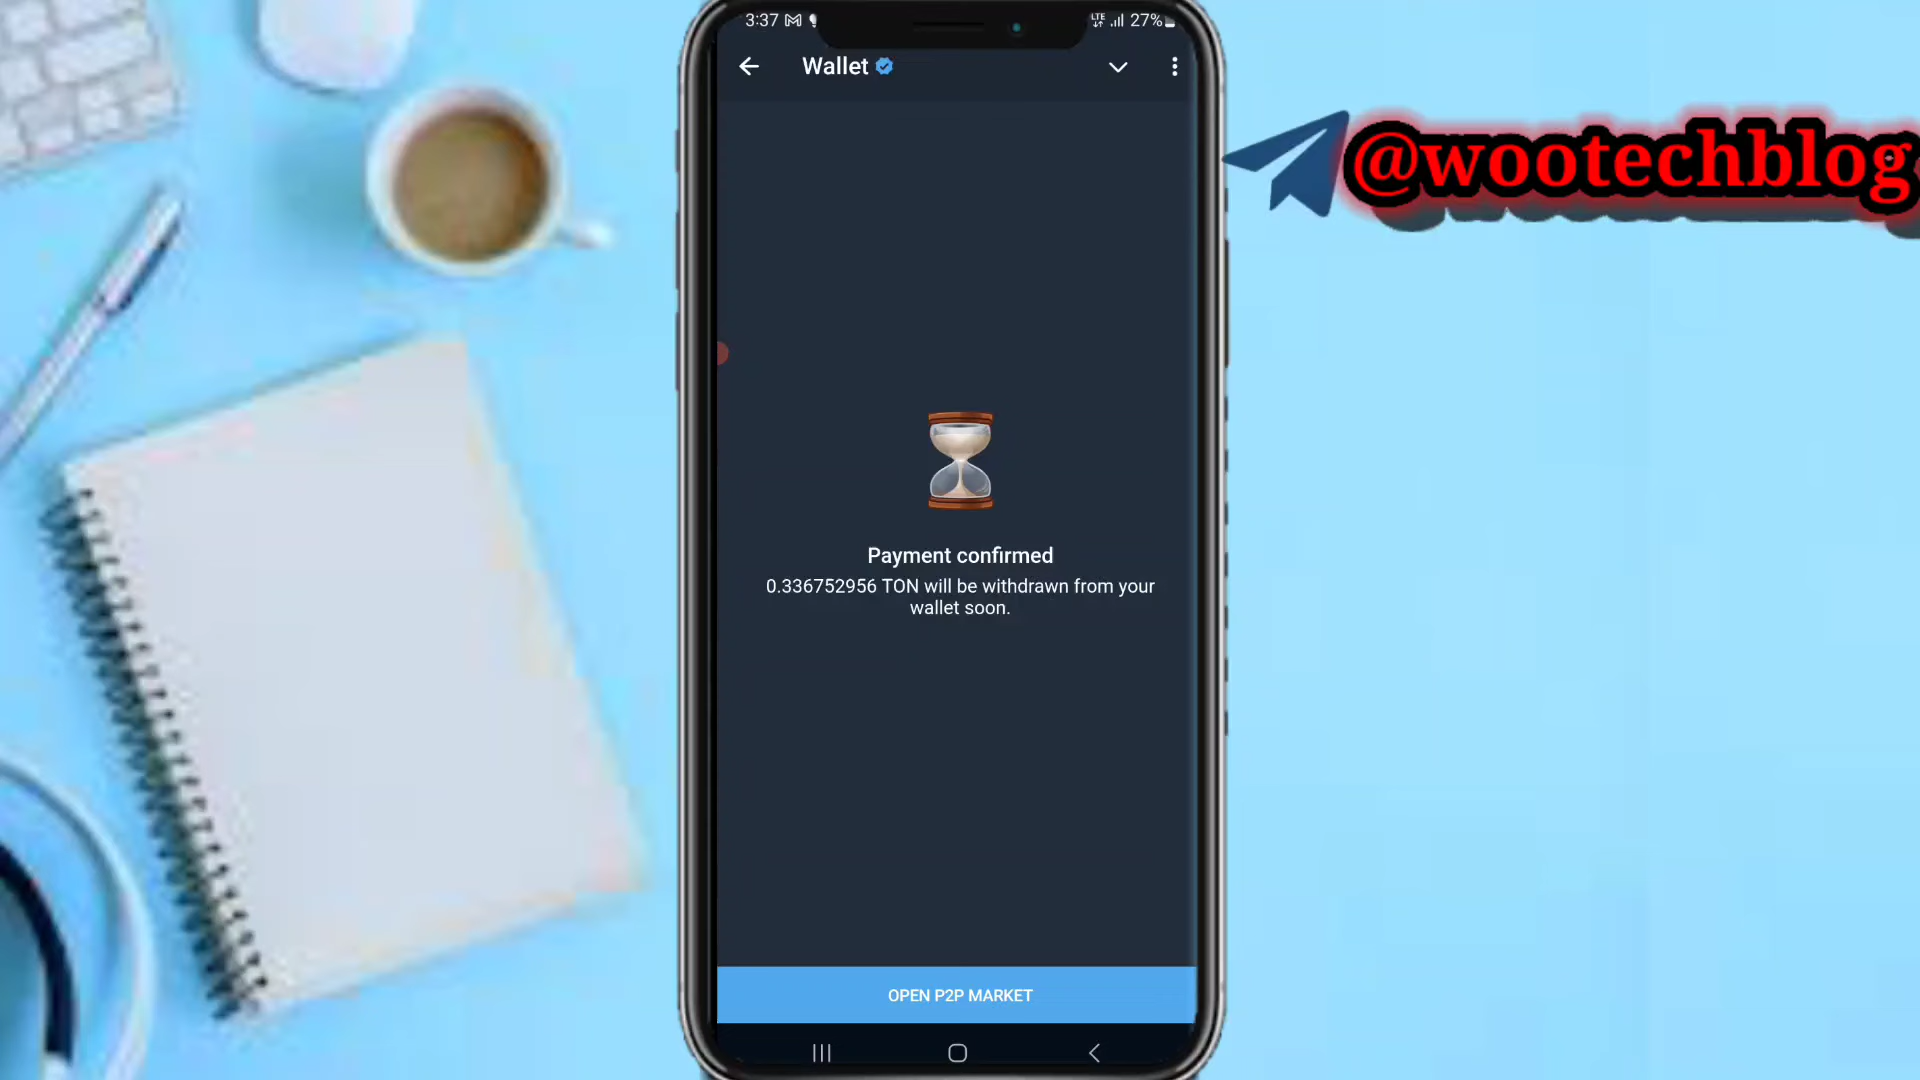 3:37
LTE
27%
Wallet
@wootechblog
Payment confirmed
0.336752956 TON will be withdrawn from your
wallet soon.
OPEN P2P MARKET